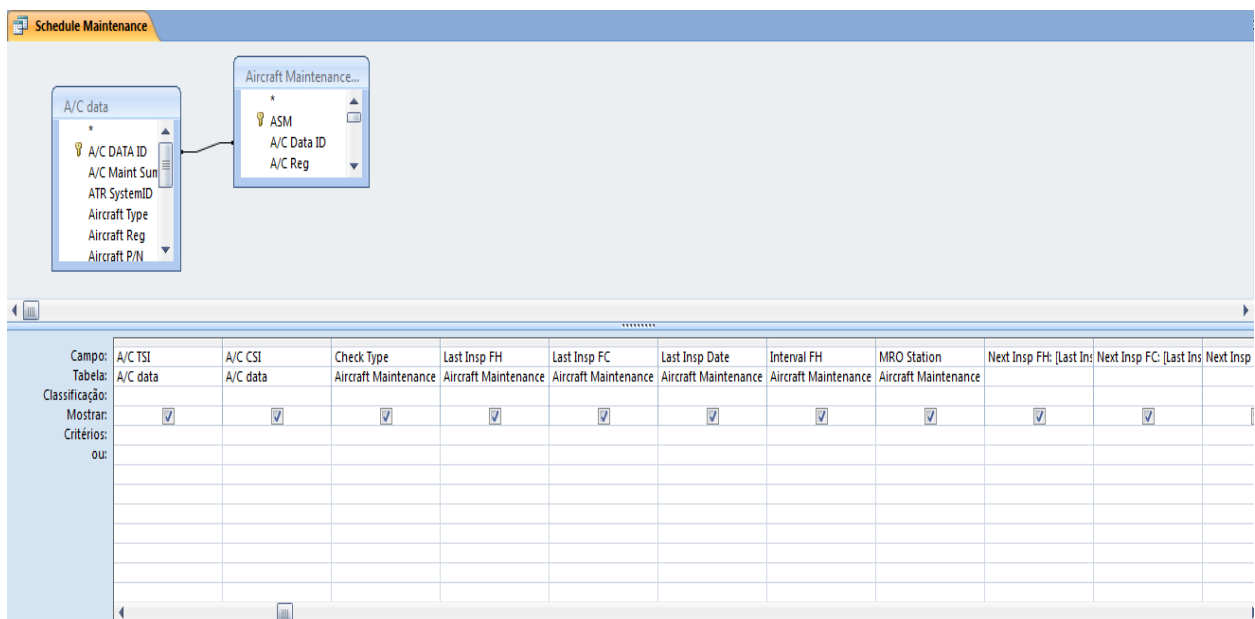 Schedule Maintenance
A/C data
*
A/C DATA ID
A/C Maint Sum
ATR SystemID
Aircraft Type
Aircraft Reg
Aircraft P/N
Aircraft Maintenance...
*
ASM
A/C Data ID
A/C Reg
Campo: A/C TSI A/C CSI Check Type Last Insp FH Last Insp FC Last Insp Date Interval FH MRO Station Next Insp FH: [Last Ins Next Insp FC: [Last Ins Next Insp
Tabela: A/C data A/C data Aircraft Maintenance Aircraft Maintenance Aircraft Maintenance Aircraft Maintenance Aircraft Maintenance Aircraft Maintenance
Classificação:
Mostrar:
Critérios:
ou: